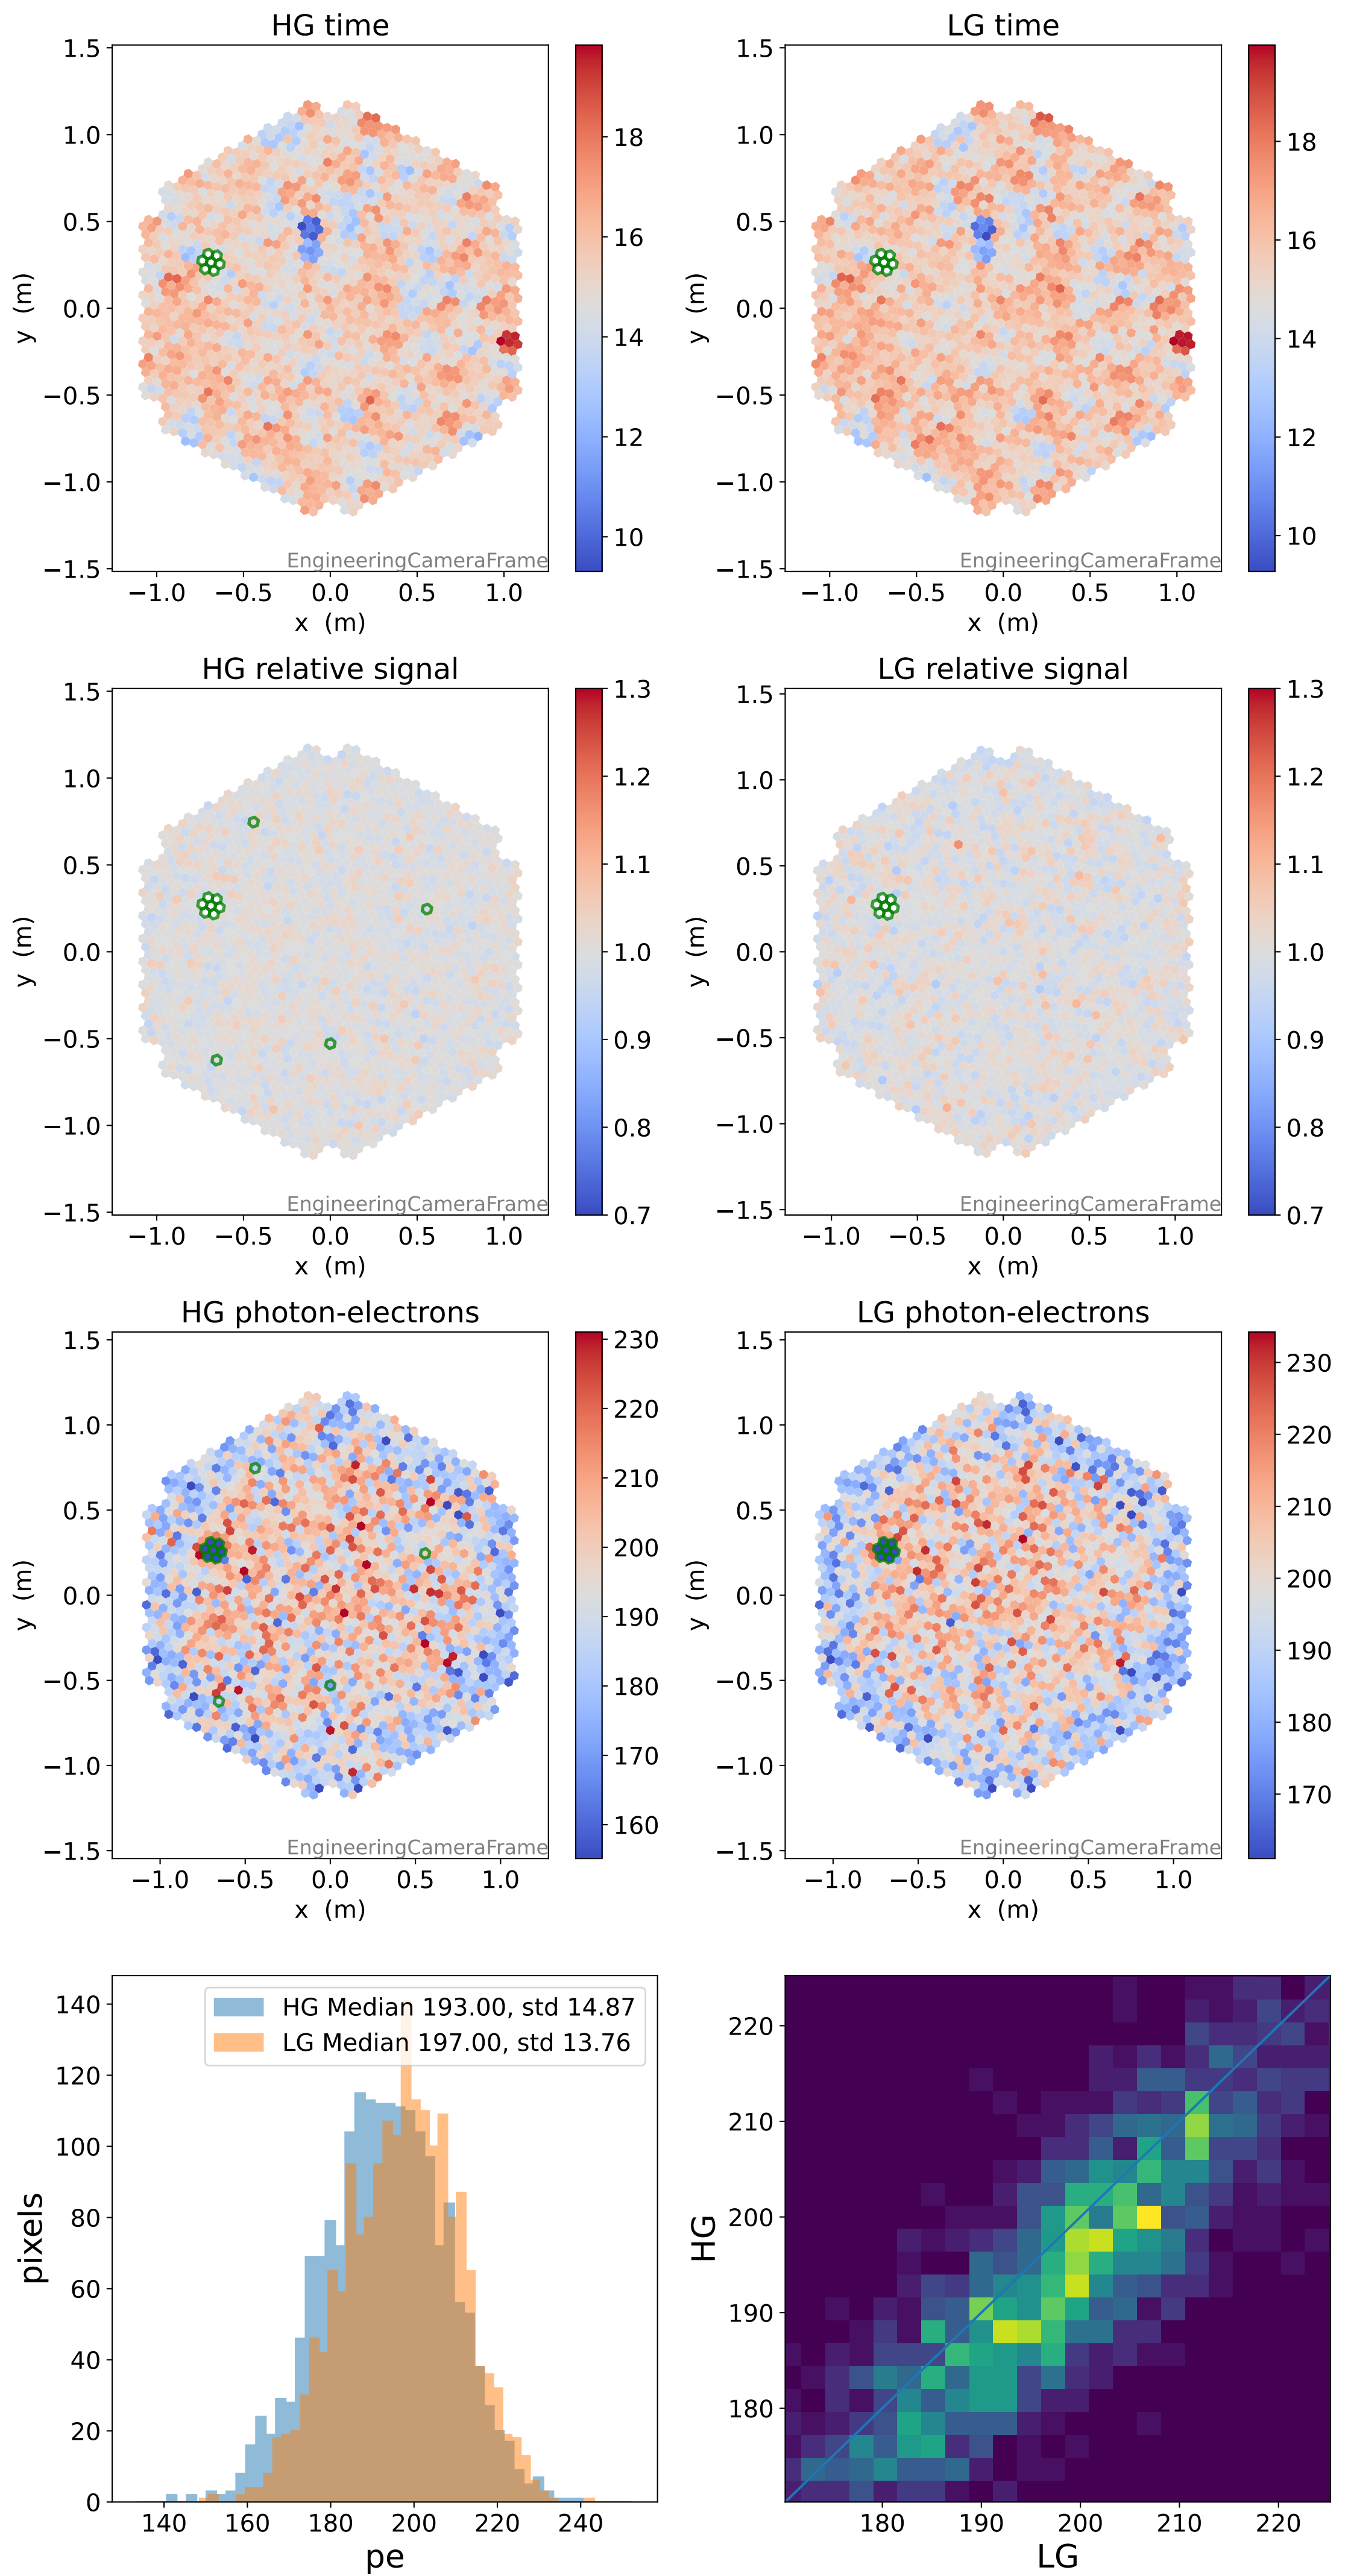 HG time
LG time
1.5
1.0
0.5
0.0
−0.5
−1.0
−1.5
y (m)
−1.0 −0.5 0.0 0.5 1.0
x (m)
EngineeringCameraFrame
18
16
14
12
10
1.5
1.0
0.5
0.0
−0.5
−1.0
−1.5
y (m)
−1.0 −0.5 0.0 0.5 1.0
x (m)
EngineeringCameraFrame
18
16
14
12
10
HG relative signal
LG relative signal
1.5
1.0
0.5
0.0
−0.5
−1.0
−1.5
y (m)
−1.0 −0.5 0.0 0.5 1.0
x (m)
EngineeringCameraFrame
1.3
1.2
1.1
1.0
0.9
0.8
0.7
1.5
1.0
0.5
0.0
−0.5
−1.0
−1.5
y (m)
−1.0 −0.5 0.0 0.5 1.0
x (m)
EngineeringCameraFrame
1.3
1.2
1.1
1.0
0.9
0.8
0.7
HG photon-electrons
LG photon-electrons
1.5
1.0
0.5
0.0
−0.5
−1.0
−1.5
y (m)
−1.0 −0.5 0.0 0.5 1.0
x (m)
EngineeringCameraFrame
230
220
210
200
190
180
170
160
1.5
1.0
0.5
0.0
−0.5
−1.0
−1.5
y (m)
−1.0 −0.5 0.0 0.5 1.0
x (m)
EngineeringCameraFrame
230
220
210
200
190
180
170
HG Median 193.00, std 14.87
LG Median 197.00, std 13.76
140
120
100
80
60
40
20
0
pixels
140 160 180 200 220 240
pe
220
210
200
190
180
HG
180 190 200 210 220
LG